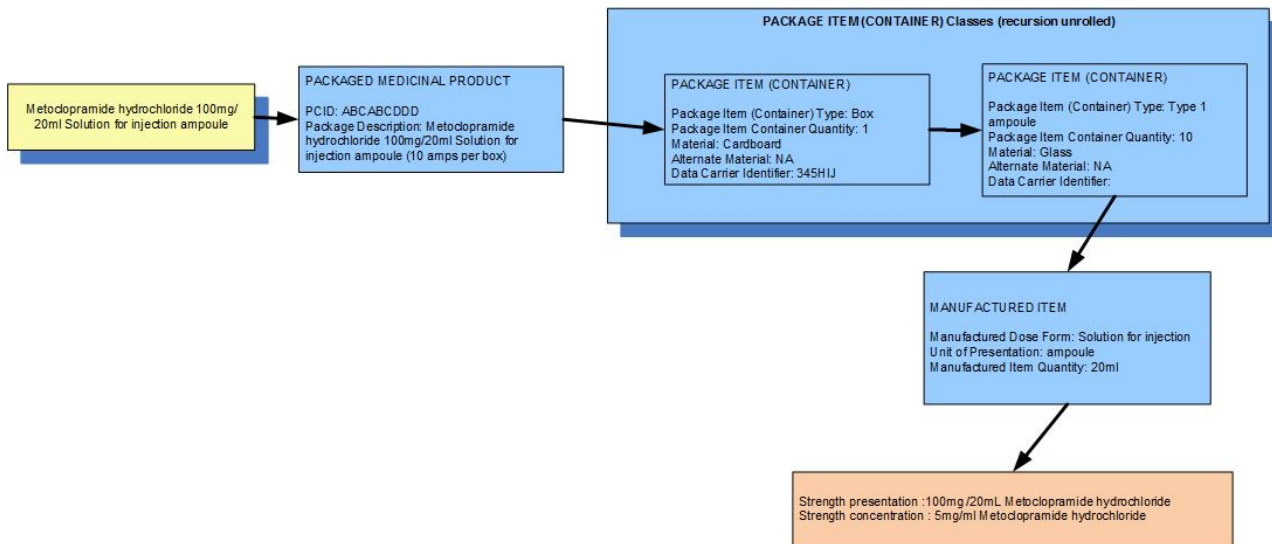 PACKAGE ITEM (CONTAINER) Classes (recursion unrolled)
Metoclopramide hydrochloride 100mg/
20ml Solution for injection ampoule
PACKAGED MEDICINAL PRODUCT
PCID: ABCABCDDD
Package Description: Metoclopramide
hydrochloride 100mg/20ml Solution for
injection ampoule (10 amps per box)
PACKAGE ITEM (CONTAINER)
Package Item (Container) Type: Box
Package Item Container Quantity: 1
Material: Cardboard
Alternate Material: NA
Data Carrier Identifier: 345HIJ
PACKAGE ITEM (CONTAINER)
Package Item (Container) Type: Type 1
ampoule
Package Item Container Quantity: 10
Material: Glass
Alternate Material: NA
Data Carrier Identifier:
MANUFACTURED ITEM
Manufactured Dose Form: Solution for injection
Unit of Presentation: ampoule
Manufactured Item Quantity: 20ml
Strength presentation :100mg /20mL Metoclopramide hydrochloride
Strength concentration : 5mg/ml Metoclopramide hydrochloride